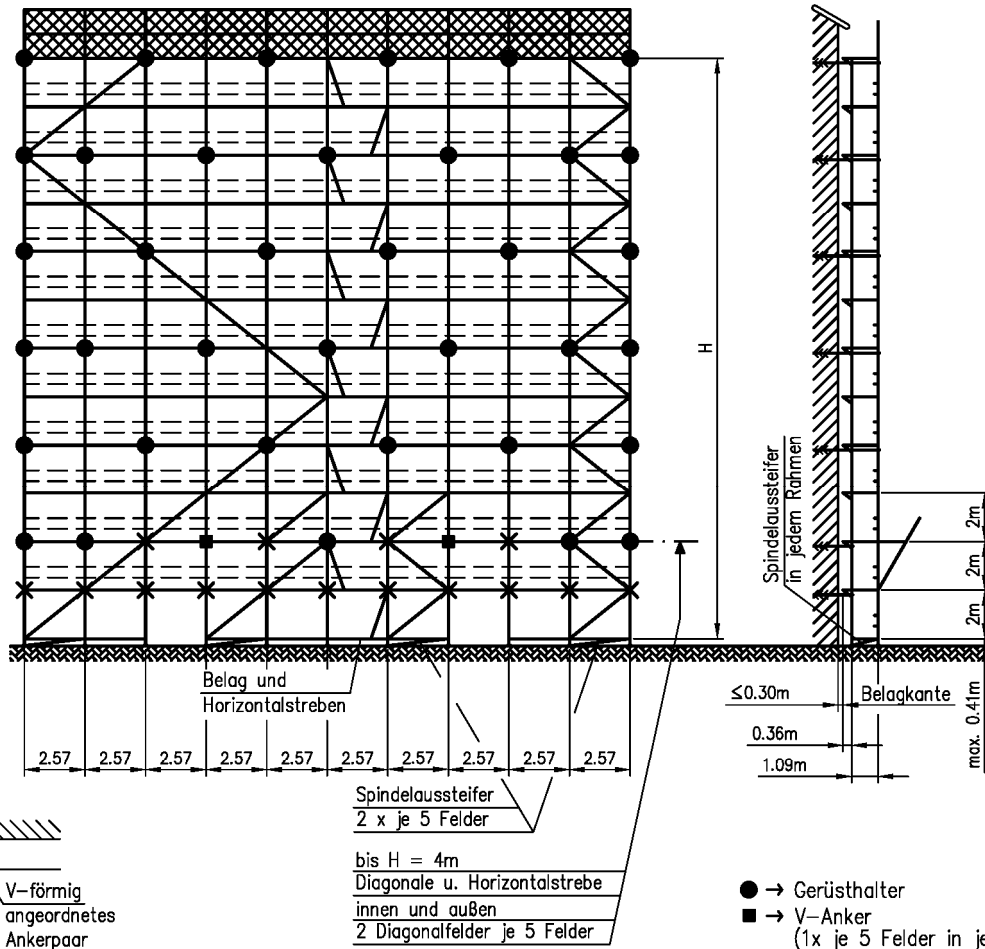 H
Spindelaussteifer
in jedem Rahmen
2m
2m
2m
max. 0.41m
Belag und
Horizontalstreben
≤0.30m
Belagkante
0.36m
1.09m
2.57 2.57 2.57 2.57 2.57 2.57 2.57 2.57 2.57 2.57
Spindelaussteifer
2 x je 5 Felder
bis H = 4m
Diagonale u. Horizontalstrebe
innen und außen
2 Diagonalfelder je 5 Felder
V-förmig
angeordnetes
Ankerpaar
● → Gerüsthalter
■ → V-Anker
(1x je 5 Felder in je